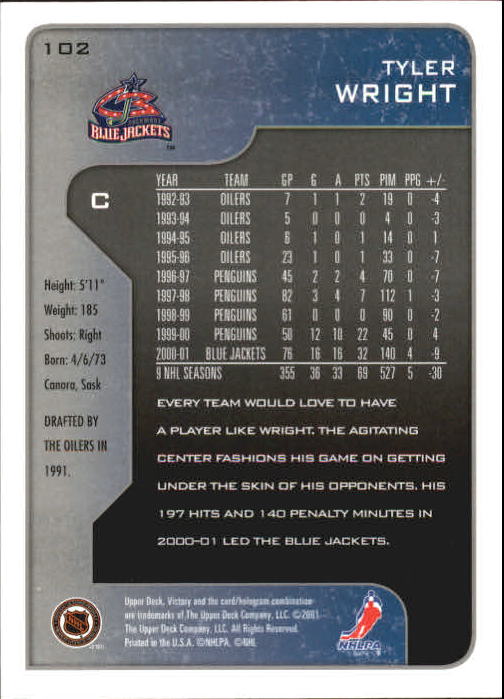 102
TYLER
WRIGHT
BLUE JACKETS
TM
C
YEAR TEAM GP G A PTS PIM PPG +/-
1992-93 OILERS 7 1 1 2 19 0 -4
1993-94 OILERS 5 0 0 0 4 0 -3
1994-95 OILERS 6 1 0 1 14 0 1
1995-96 OILERS 23 1 0 1 33 0 -7
1996-97 PENGUINS 45 2 2 4 70 0 -7
1997-98 PENGUINS 82 3 4 7 112 1 -3
1998-99 PENGUINS 61 0 0 0 90 0 -2
1999-00 PENGUINS 50 12 10 22 45 0 4
2000-01 BLUE JACKETS 76 16 16 32 140 4 -9
9 NHL SEASONS 355 36 33 69 527 5 -30
Height: 5'11"
Weight: 185
Shoots: Right
Born: 4/6/73
Canora, Sask
DRAFTED BY
THE OILERS IN
1991.
EVERY TEAM WOULD LOVE TO HAVE
A PLAYER LIKE WRIGHT. THE AGITATING
CENTER FASHIONS HIS GAME ON GETTING
UNDER THE SKIN OF HIS OPPONENTS. HIS
197 HITS AND 140 PENALTY MINUTES IN
2000-01 LED THE BLUE JACKETS.
Upper Deck, Victory and the card/hologram combination
are trademarks of The Upper Deck Company, LLC. ©2001
The Upper Deck Company, LLC. All Rights Reserved.
Printed in the U.S.A. ©NHLPA. ©NHL
NHL
NHLPA